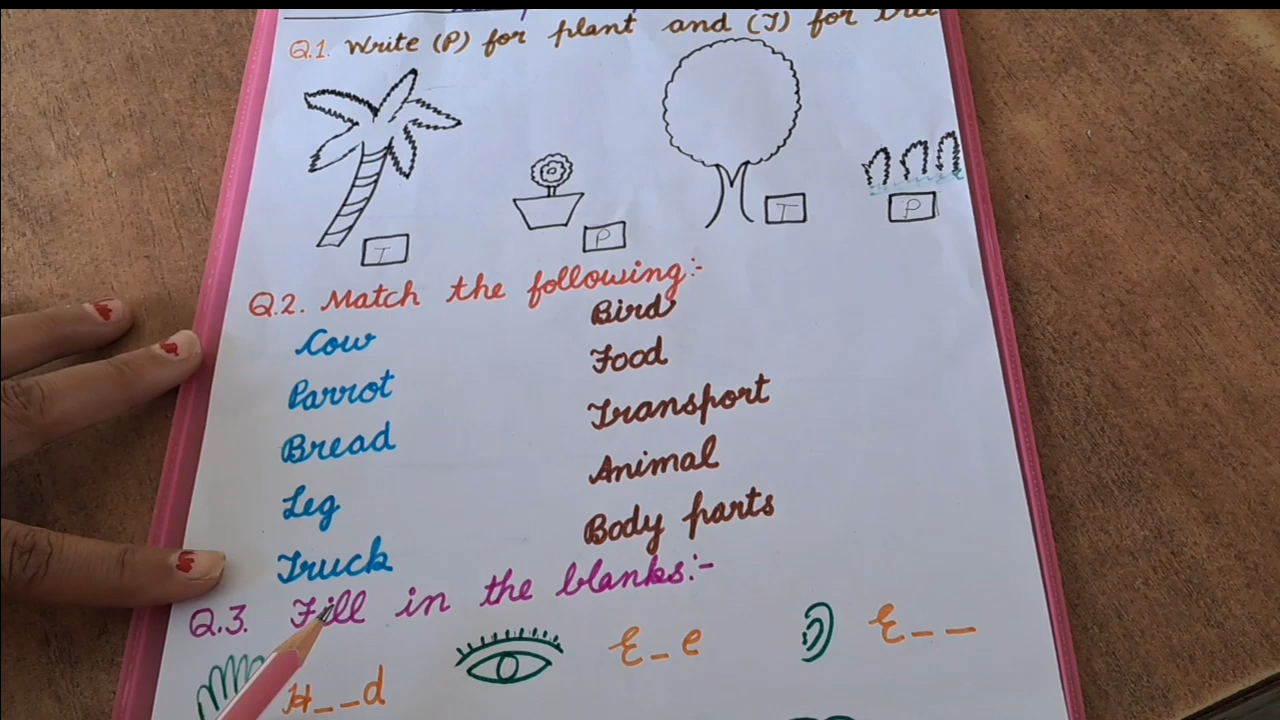 Q.1. Write (P) for plant and (T) for tree
T
P
T
P
Q.2. Match the following:-
Cow
Bird
Parrot
Food
Bread
Transport
Leg
Animal
Truck
Body parts
Q.3. Fill in the blanks:-
H__d
E_e
E__